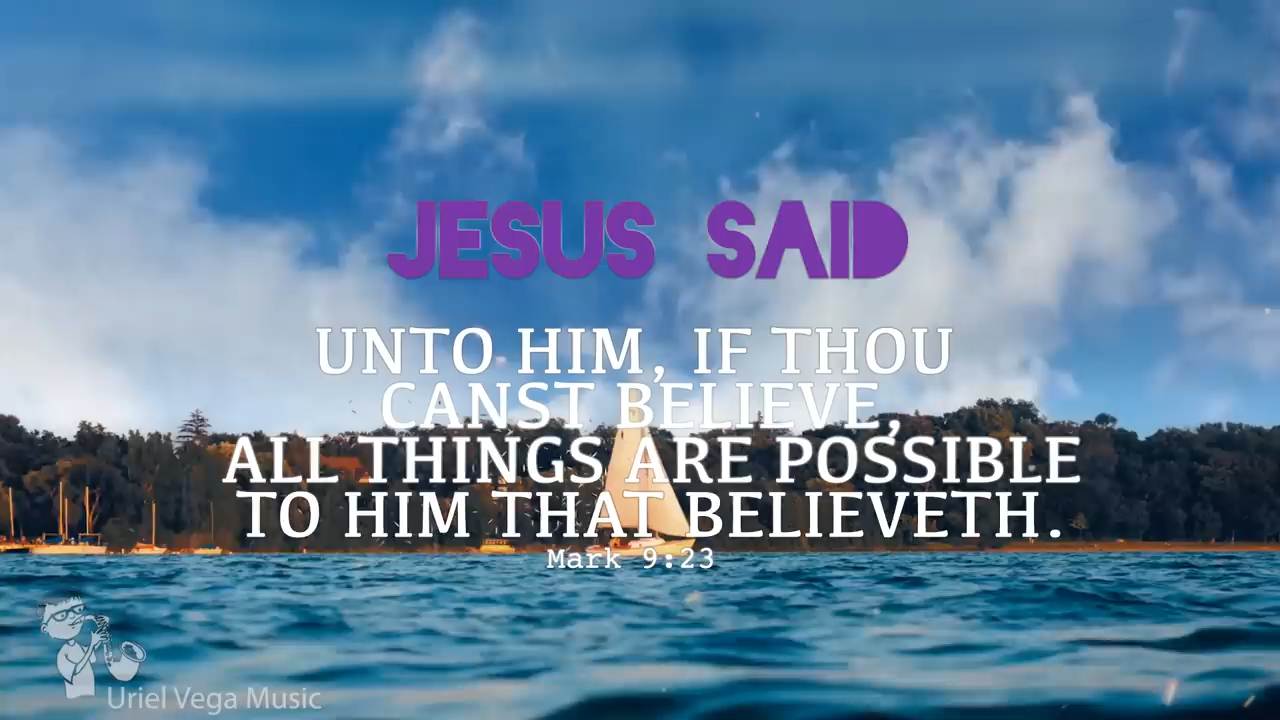 JESUS SAID
UNTO HIM, IF THOU
CANST BELIEVE,
ALL THINGS ARE POSSIBLE
TO HIM THAT BELIEVETH.
Mark 9:23
Uriel Vega Music